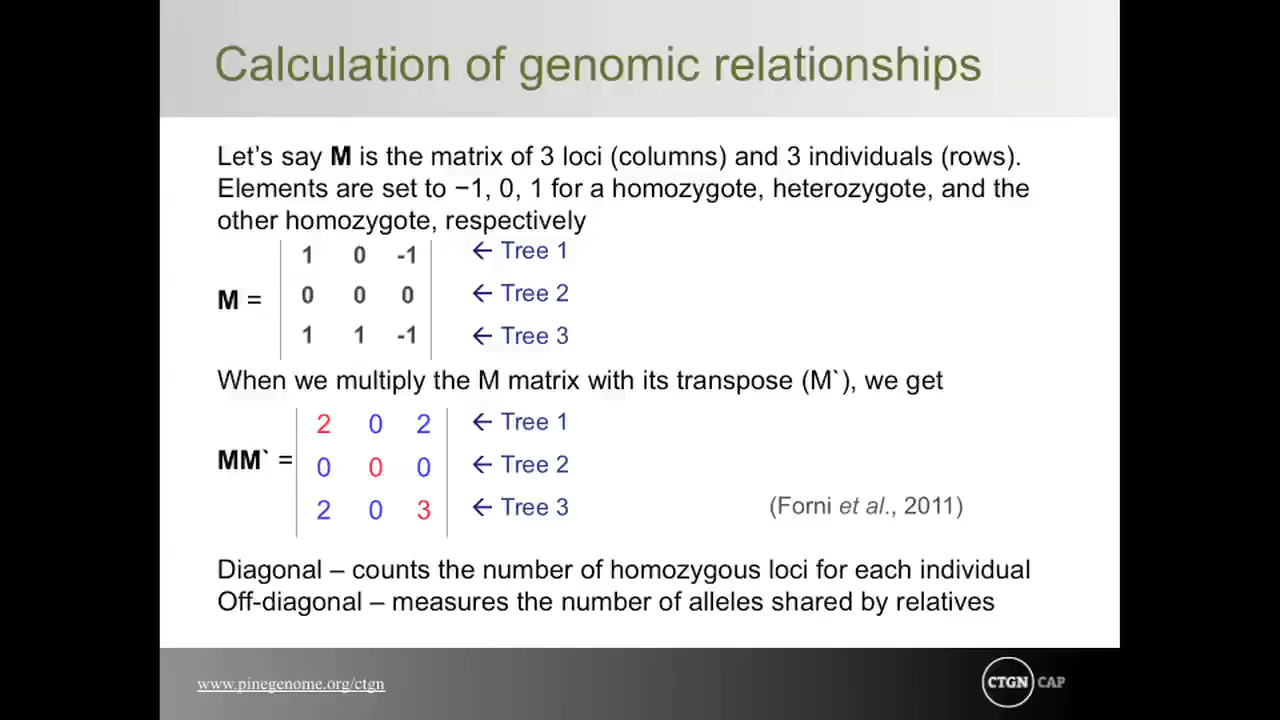 Calculation of genomic relationships
Let’s say M is the matrix of 3 loci (columns) and 3 individuals (rows).
Elements are set to −1, 0, 1 for a homozygote, heterozygote, and the
other homozygote, respectively
1 0 -1 ← Tree 1
M = 0 0 0 ← Tree 2
1 1 -1 ← Tree 3
When we multiply the M matrix with its transpose (M`), we get
2 0 2 ← Tree 1
MM` = 0 0 0 ← Tree 2
2 0 3 ← Tree 3
(Forni et al., 2011)
Diagonal – counts the number of homozygous loci for each individual
Off-diagonal – measures the number of alleles shared by relatives
www.pinegenome.org/ctgn
CTGN CAP